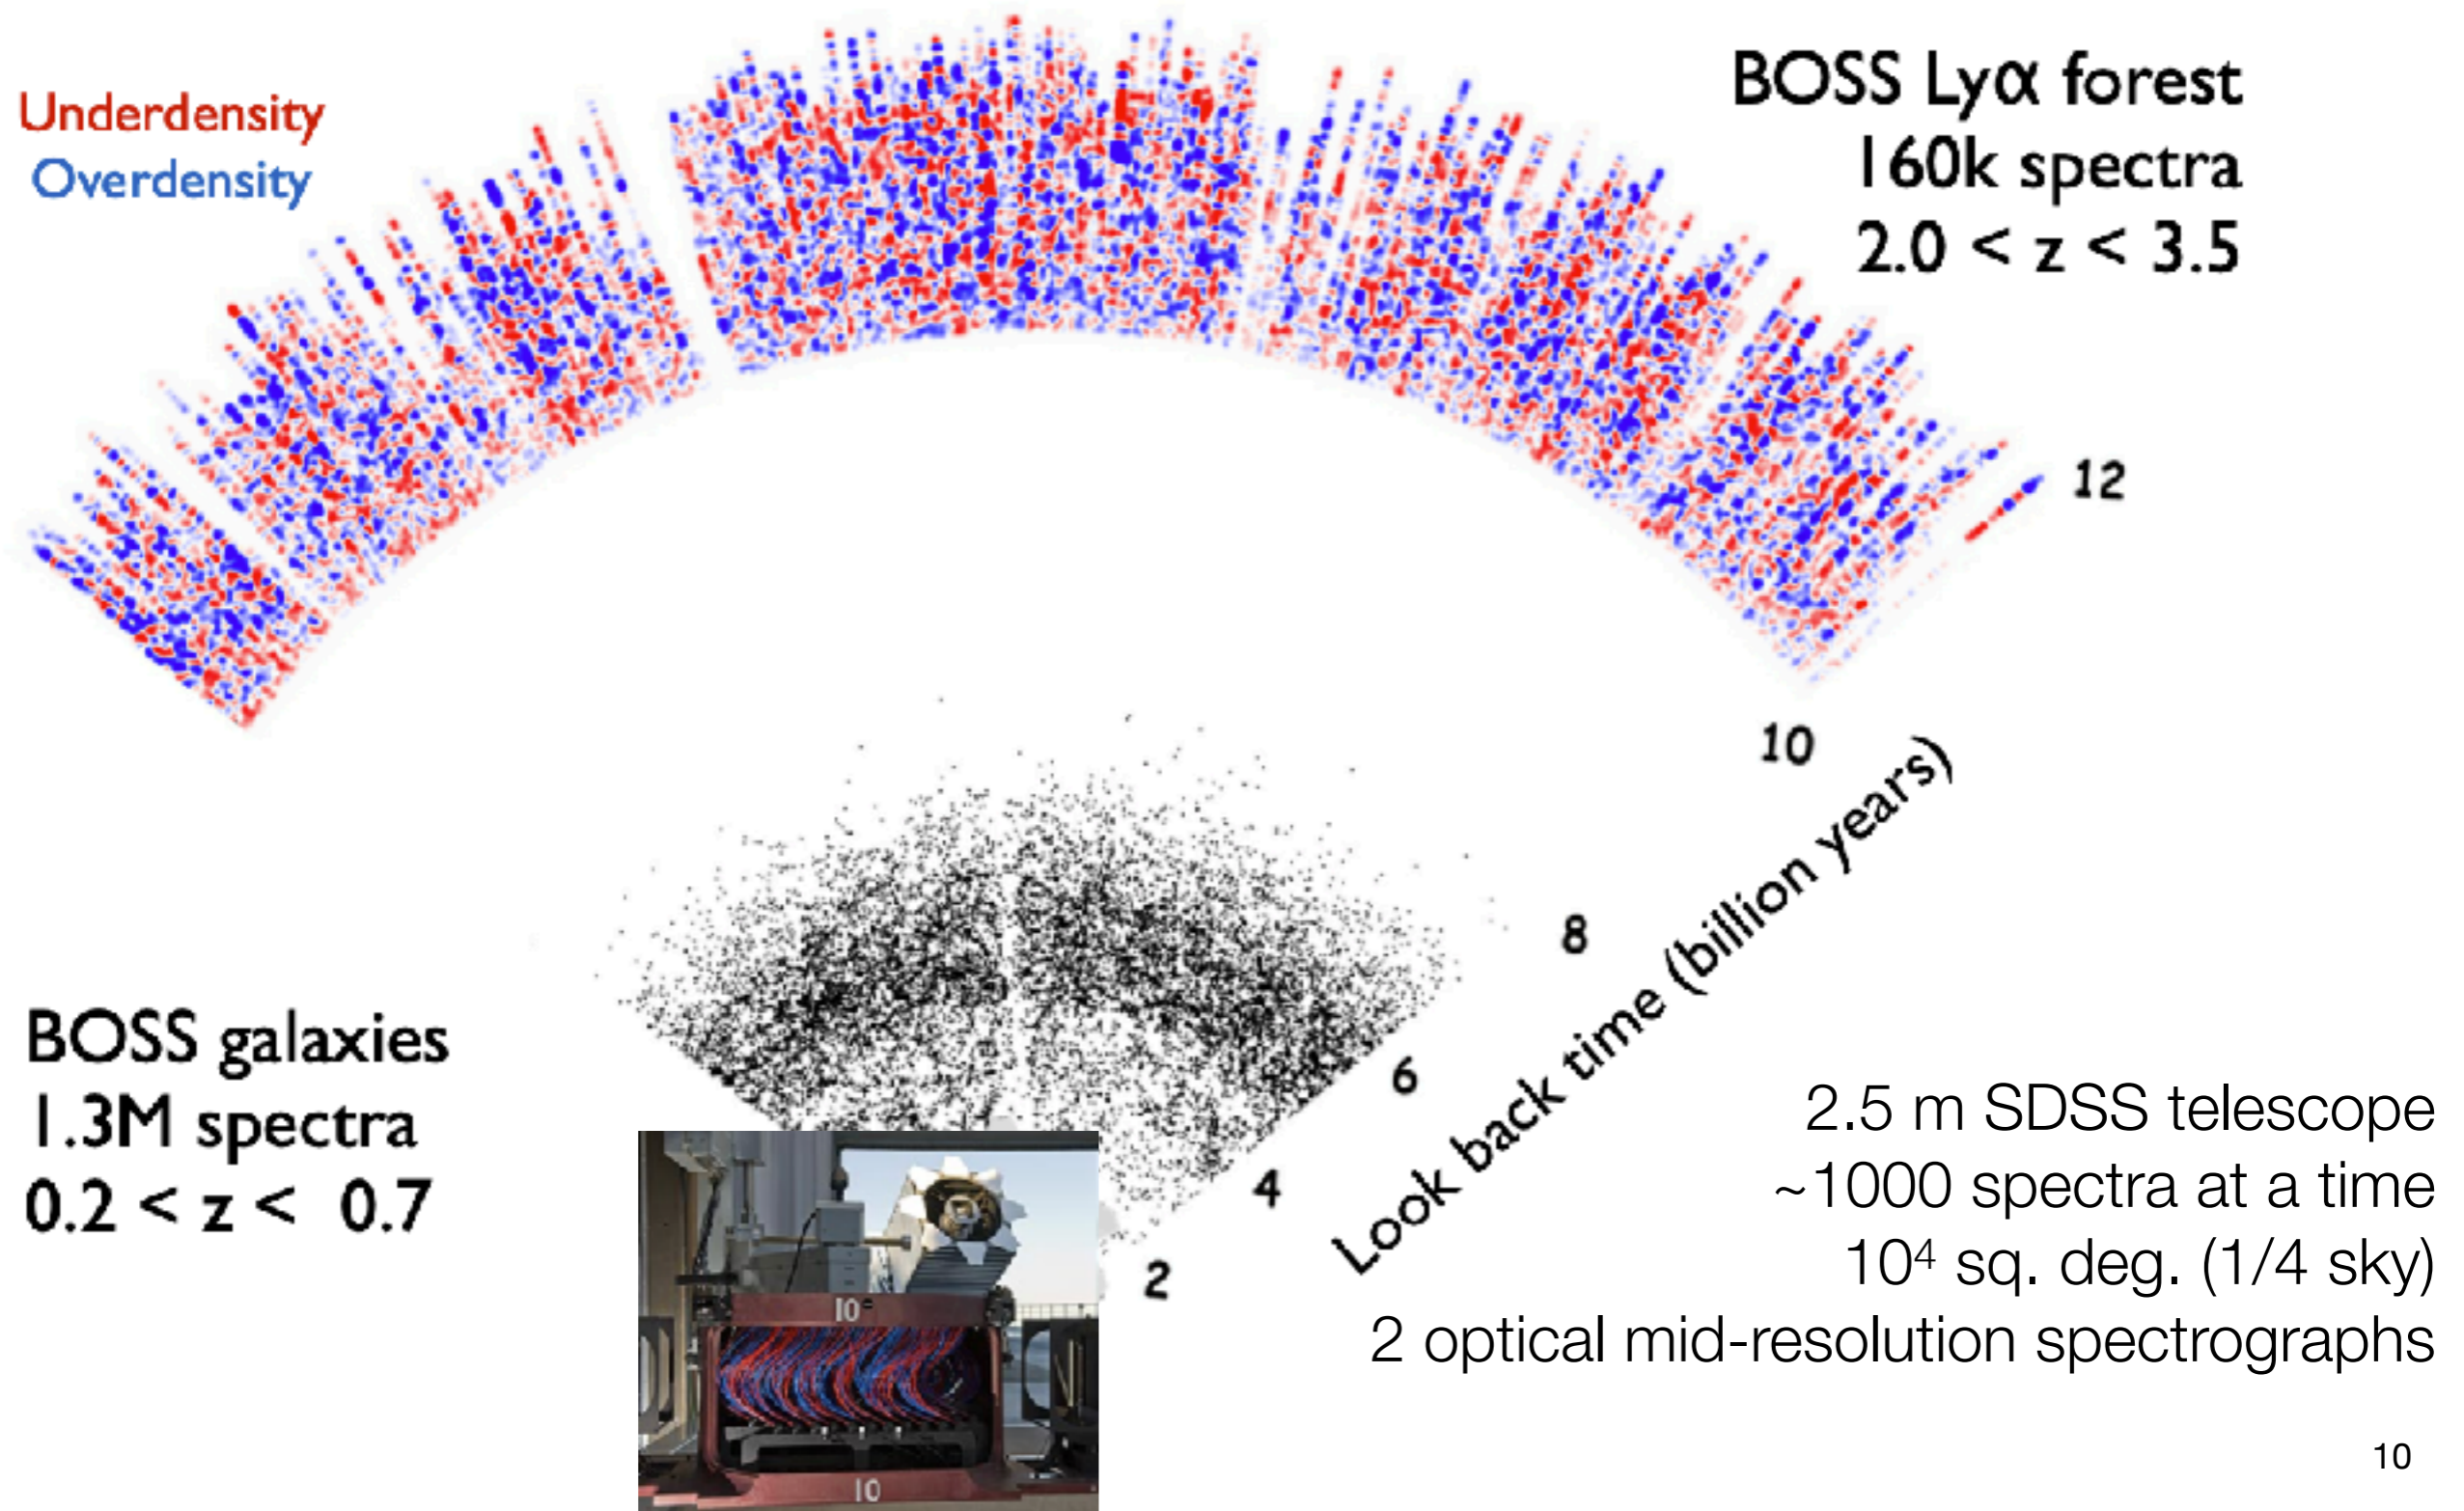 Underdensity
Overdensity
BOSS Lyα forest
160k spectra
2.0 < z < 3.5
12
10
8
6
4
2
Look back time (billion years)
BOSS galaxies
1.3M spectra
0.2 < z < 0.7
2.5 m SDSS telescope
~1000 spectra at a time
10⁴ sq. deg. (1/4 sky)
2 optical mid-resolution spectrographs
10
10
10